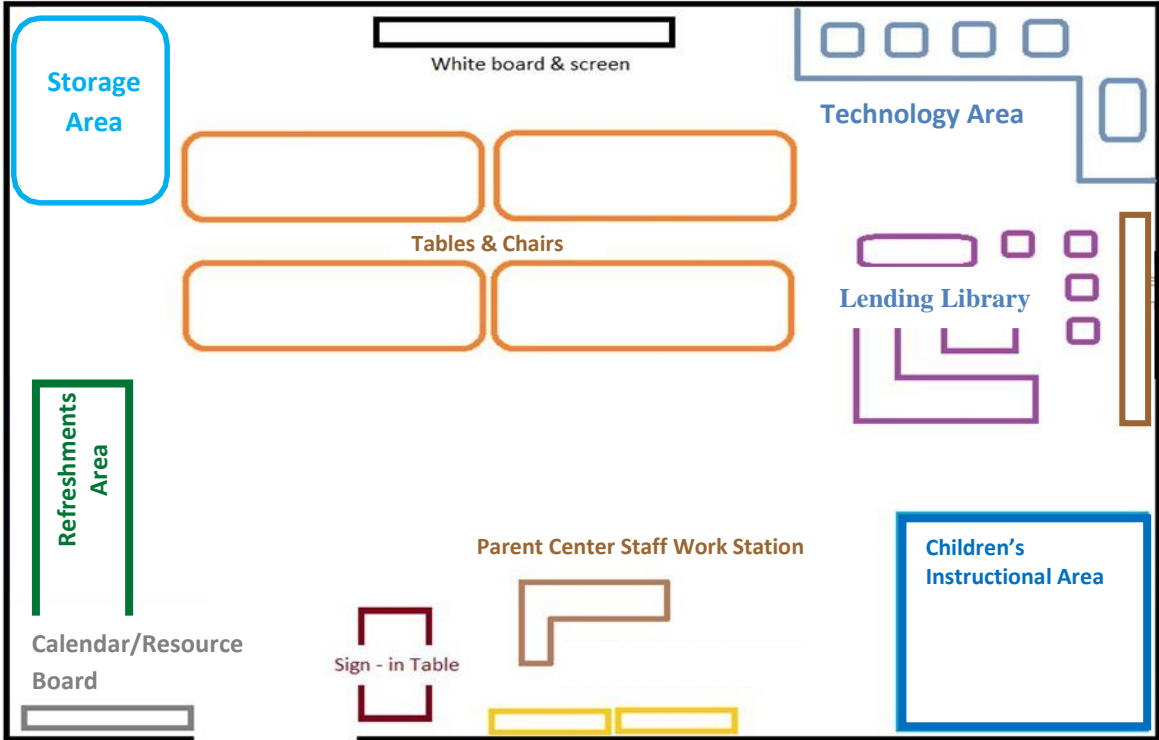 Storage
Area
White board & screen
Technology Area
Tables & Chairs
Lending Library
Refreshments
Area
Parent Center Staff Work Station
Children’s
Instructional Area
Calendar/Resource
Board
Sign - in Table